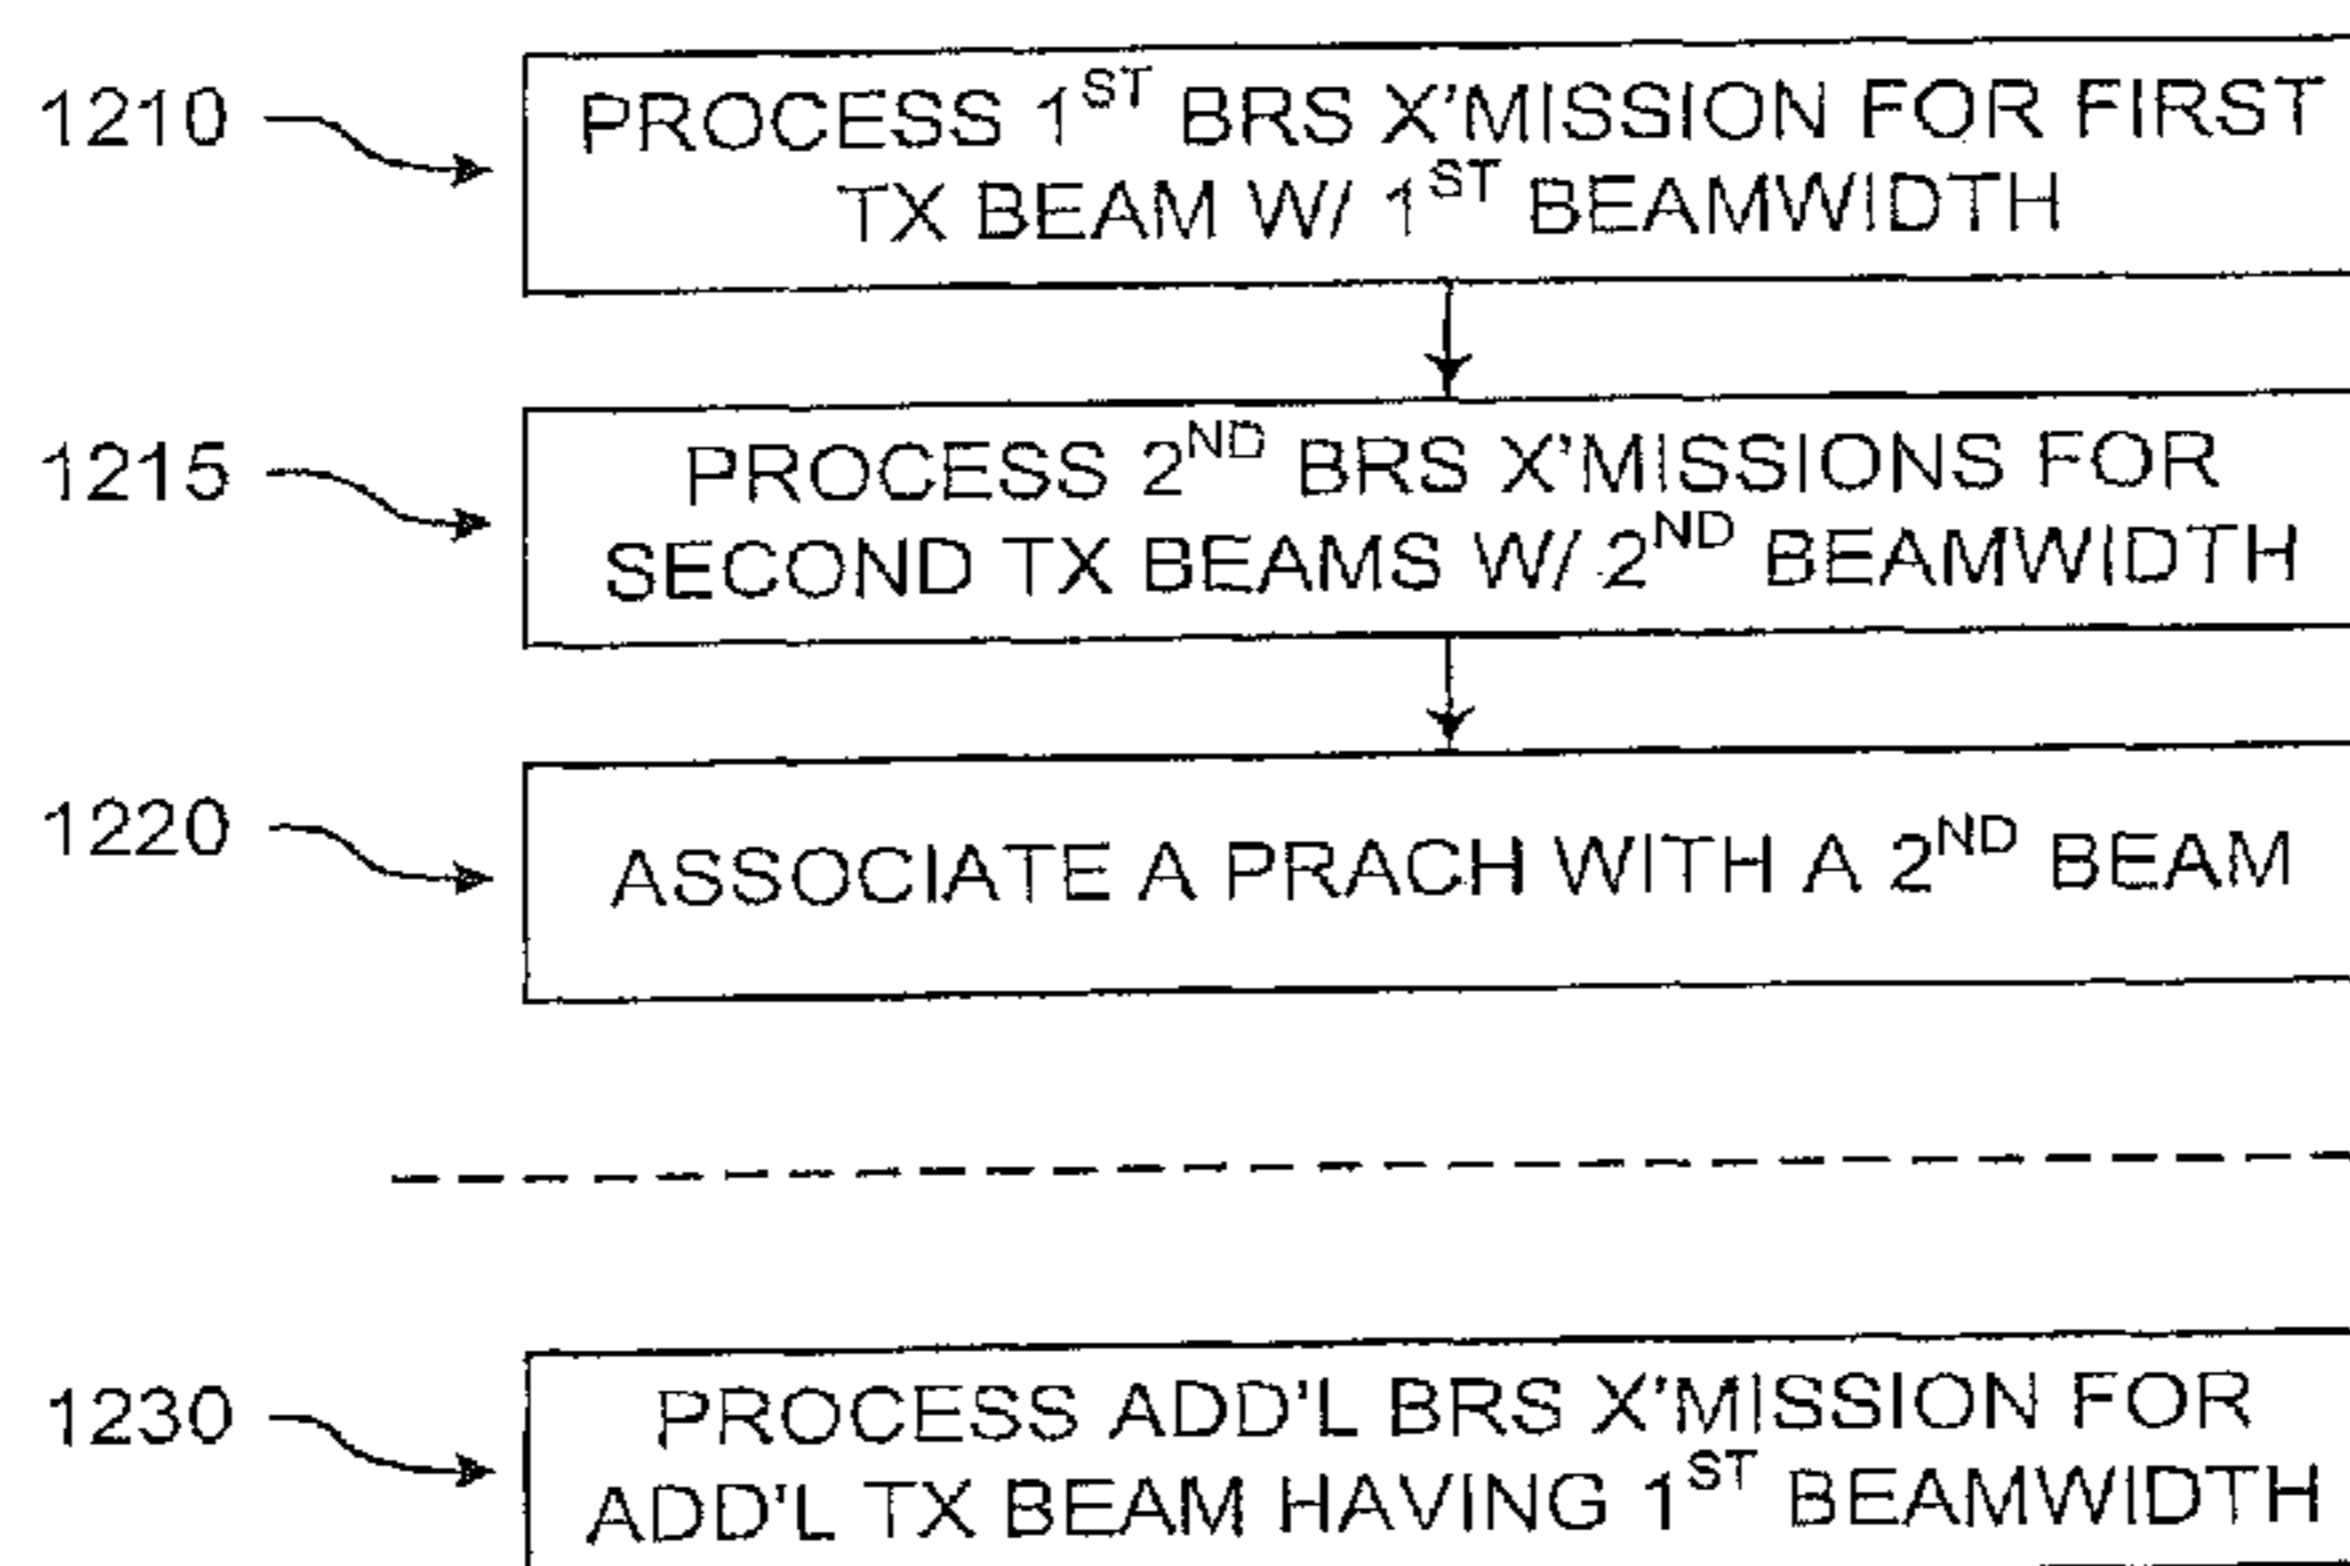 1210
PROCESS 1ST BRS X'MISSION FOR FIRST
TX BEAM W/ 1ST BEAMWIDTH
1215
PROCESS 2ND BRS X'MISSIONS FOR
SECOND TX BEAMS W/ 2ND BEAMWIDTH
1220
ASSOCIATE A PRACH WITH A 2ND BEAM
1230
PROCESS ADD'L BRS X'MISSION FOR
ADD'L TX BEAM HAVING 1ST BEAMWIDTH